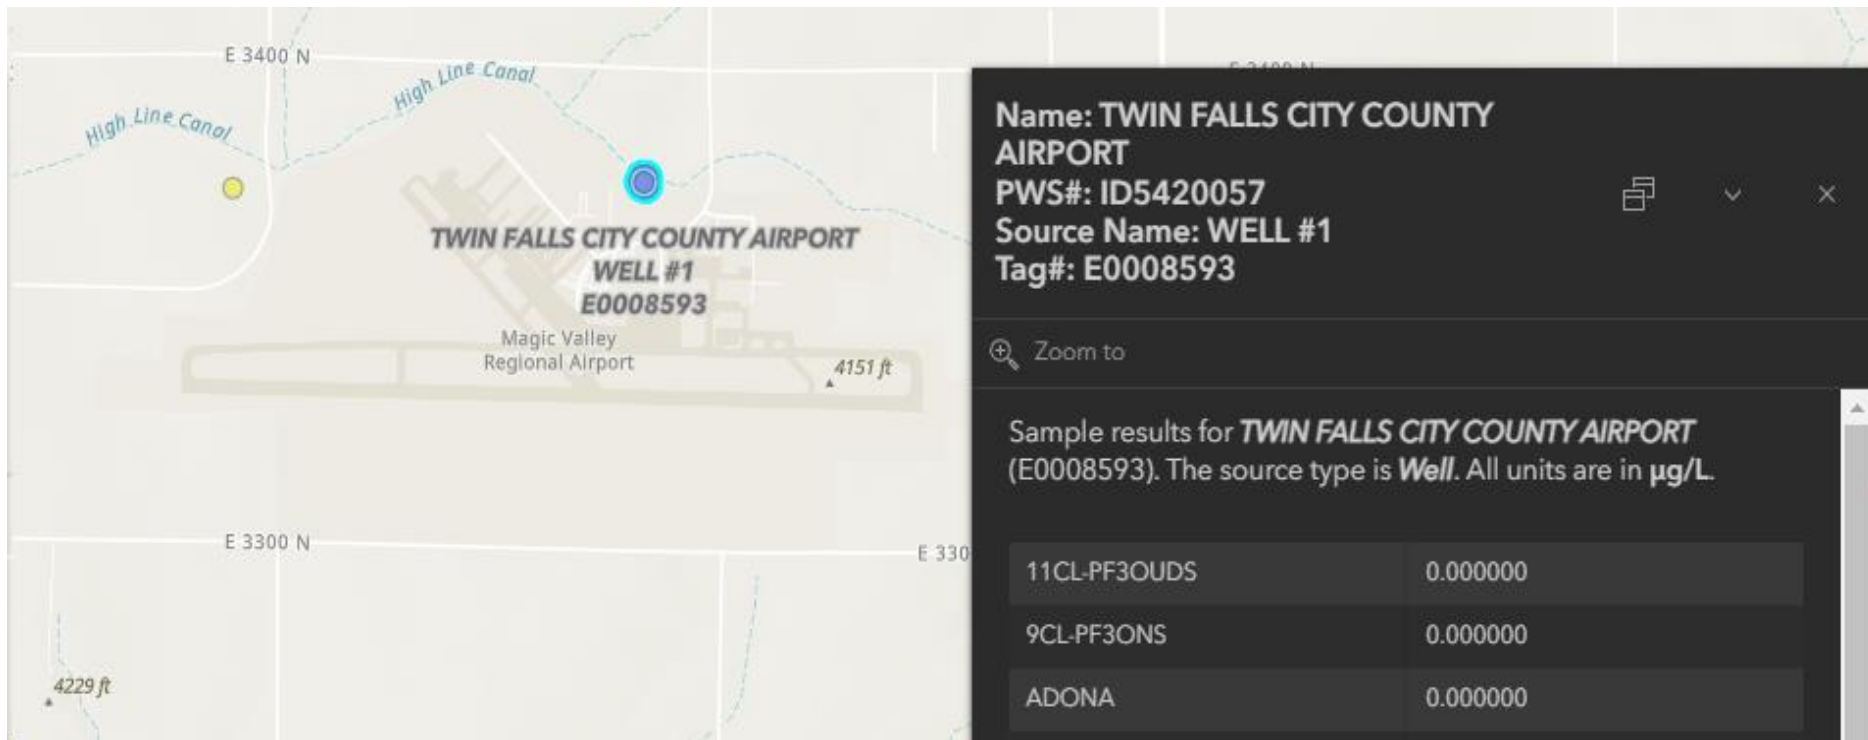 E 3400 N
High Line Canal
High Line Canal
TWIN FALLS CITY COUNTY AIRPORT
WELL #1
E0008593
Magic Valley
Regional Airport
4151 ft
E 3300 N
E 330
4229 ft
E 3400 N
Name: TWIN FALLS CITY COUNTY
AIRPORT
PWS#: ID5420057
Source Name: WELL #1
Tag#: E0008593
Zoom to
Sample results for TWIN FALLS CITY COUNTY AIRPORT
(E0008593). The source type is Well. All units are in µg/L.
11CL-PF3OUDS 0.000000
9CL-PF3ONS 0.000000
ADONA 0.000000